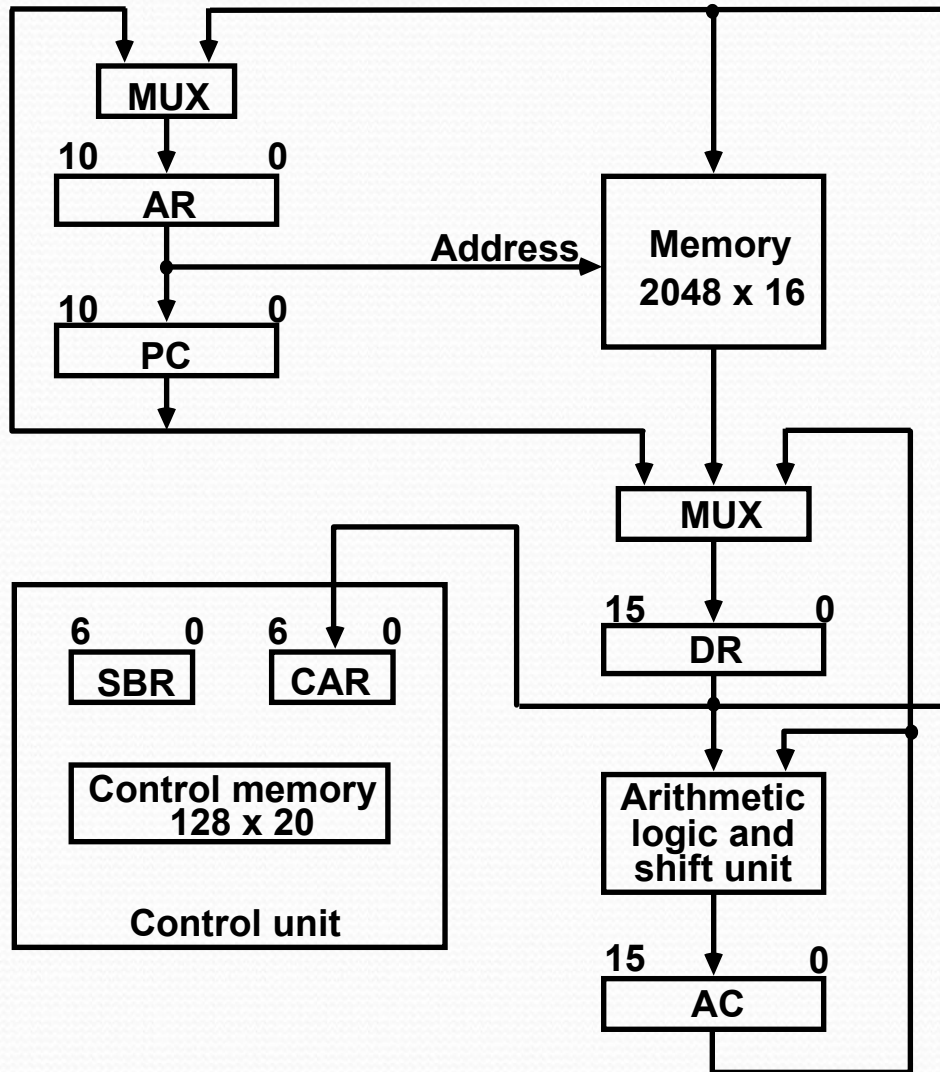 MUX
10 0
AR
Address
Memory
2048 x 16
10 0
PC
MUX
15 0
DR
6 0 6 0
SBR CAR
Control memory
128 x 20
Control unit
Arithmetic
logic and
shift unit
15 0
AC